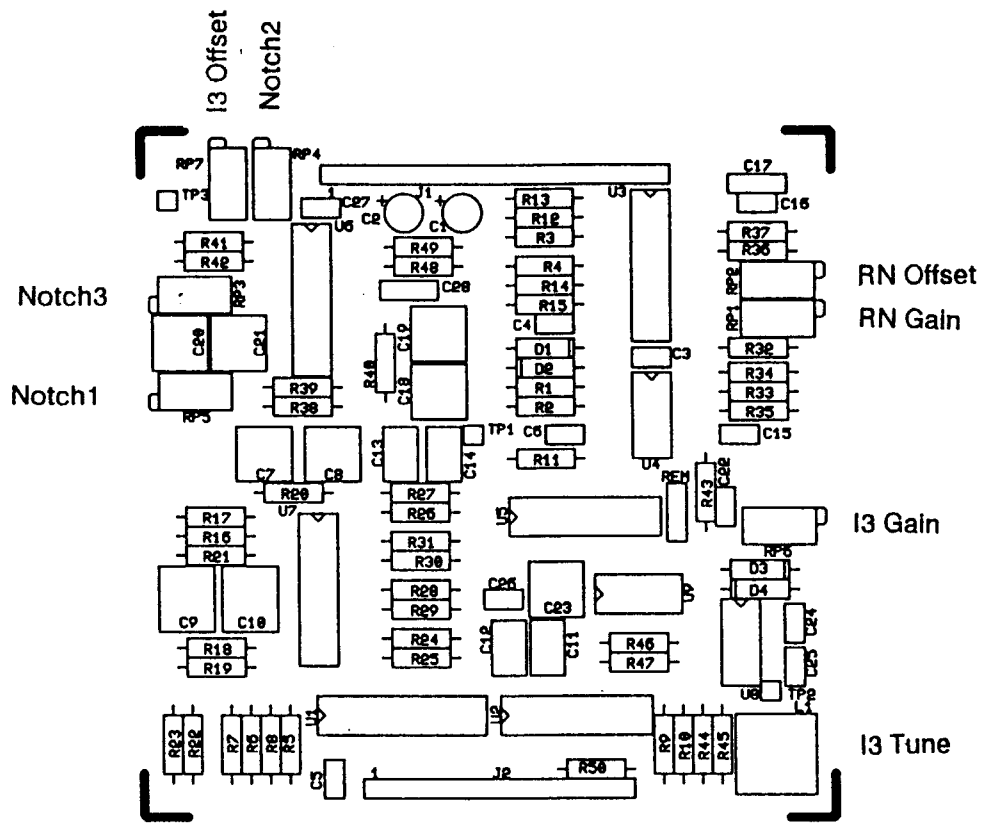 I3 Offset
Notch2
RP7
RP4
TP3
1
J1
C27
C2
C1
U6
U3
R13
R12
R3
C17
C16
R41
R42
R49
R48
R37
R36
Notch3
RP3
C28
R4
R14
R15
C4
RP2
RN Offset
RP1
RN Gain
C20
C21
C19
R40
C18
D1
D2
R1
R2
C3
R32
R34
R33
R35
Notch1
RP5
R39
R38
C13
C14
TP1
C6
R11
U4
C15
C7
C8
R20
U7
R27
R26
REM
R43
C22
R17
R16
R21
U5
I3 Gain
RP6
R31
R30
D3
D4
C9
C10
R28
R29
C26
C23
U9
C24
R18
R19
R24
R25
C12
C11
R46
R47
C25
U8
TP2
L1
U1
U2
R23
R22
R7
R6
R8
R5
R9
R10
R44
R45
I3 Tune
C5
1
J2
R50